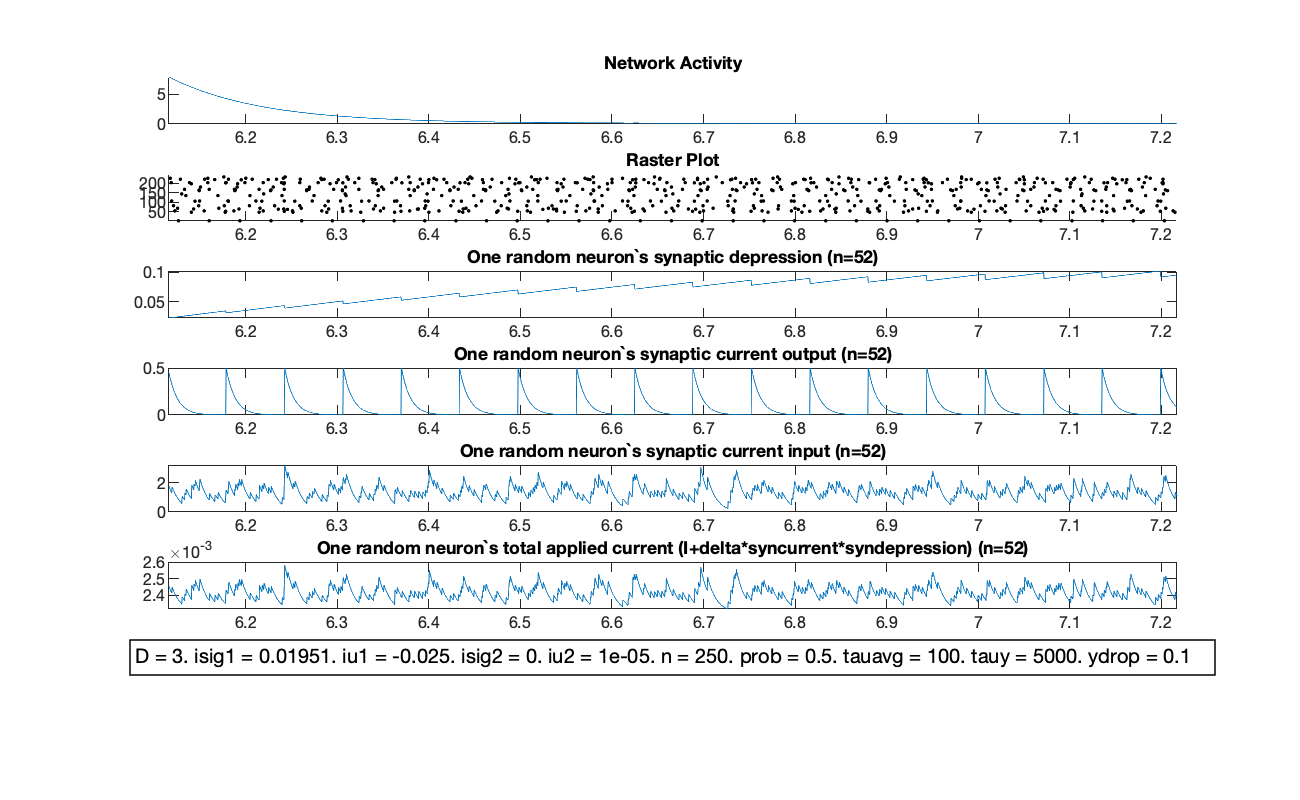 Network Activity
5
0
6.2 6.3 6.4 6.5 6.6 6.7 6.8 6.9 7 7.1 7.2
Raster Plot
200
150
100
50
6.2 6.3 6.4 6.5 6.6 6.7 6.8 6.9 7 7.1 7.2
One random neuron`s synaptic depression (n=52)
0.1
0.05
6.2 6.3 6.4 6.5 6.6 6.7 6.8 6.9 7 7.1 7.2
One random neuron`s synaptic current output (n=52)
0.5
0
6.2 6.3 6.4 6.5 6.6 6.7 6.8 6.9 7 7.1 7.2
One random neuron`s synaptic current input (n=52)
2
0
6.2 6.3 6.4 6.5 6.6 6.7 6.8 6.9 7 7.1 7.2
One random neuron`s total applied current (I+delta*syncurrent*syndepression) (n=52)
×10-3
2.6
2.5
2.4
6.2 6.3 6.4 6.5 6.6 6.7 6.8 6.9 7 7.1 7.2
D = 3. isig1 = 0.01951. iu1 = -0.025. isig2 = 0. iu2 = 1e-05. n = 250. prob = 0.5. tauavg = 100. tauy = 5000. ydrop = 0.1